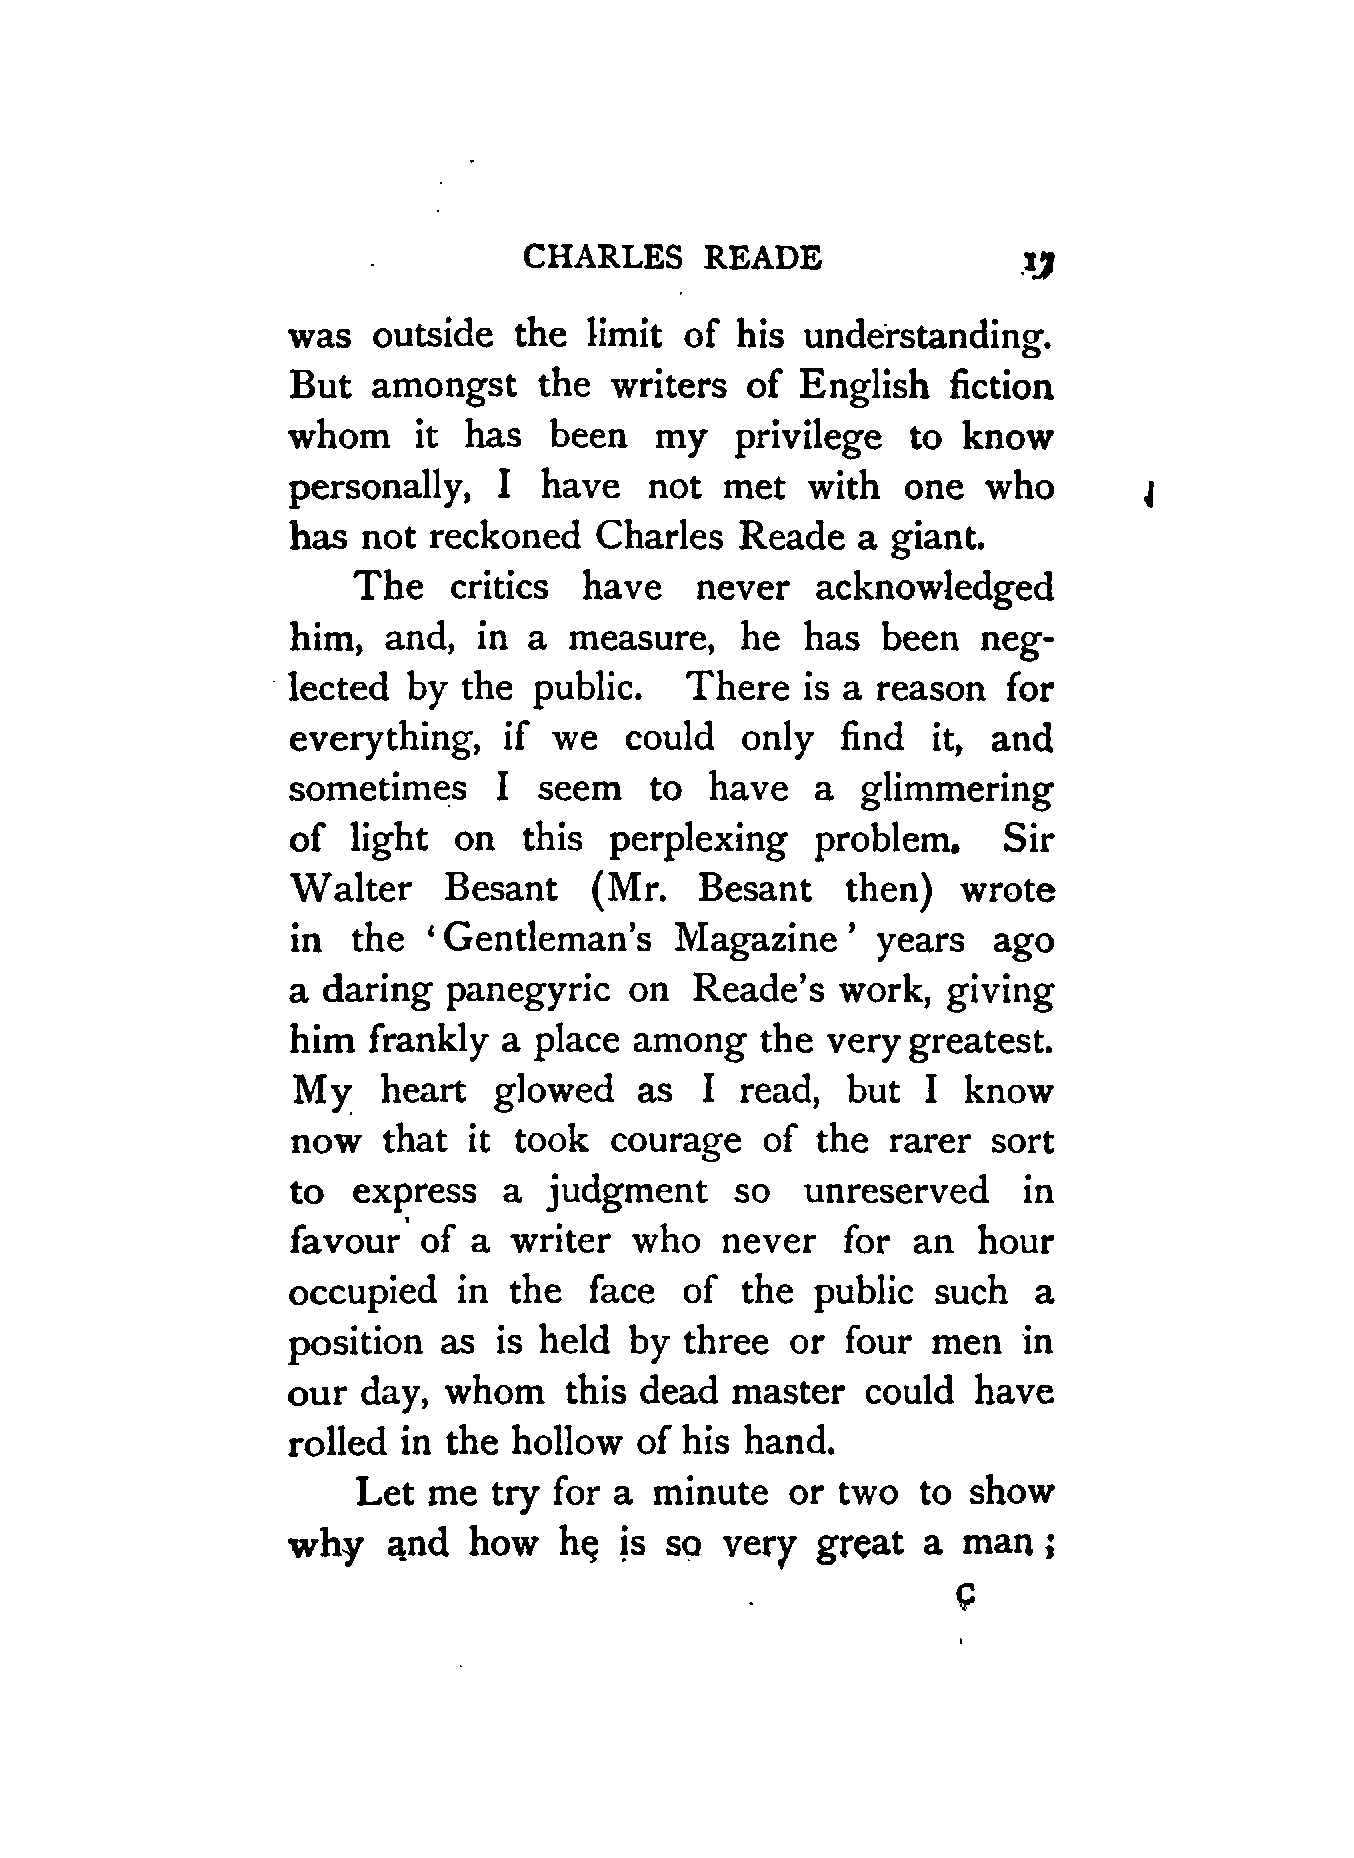 CHARLES READE 17
was outside the limit of his understanding.
But amongst the writers of English fiction
whom it has been my privilege to know
personally, I have not met with one who
has not reckoned Charles Reade a giant.
The critics have never acknowledged
him, and, in a measure, he has been neg-
lected by the public. There is a reason for
everything, if we could only find it, and
sometimes I seem to have a glimmering
of light on this perplexing problem. Sir
Walter Besant (Mr. Besant then) wrote
in the ‘Gentleman's Magazine’ years ago
a daring panegyric on Reade's work, giving
him frankly a place among the very greatest.
My heart glowed as I read, but I know
now that it took courage of the rarer sort
to express a judgment so unreserved in
favour of a writer who never for an hour
occupied in the face of the public such a
position as is held by three or four men in
our day, whom this dead master could have
rolled in the hollow of his hand.
Let me try for a minute or two to show
why and how he is so very great a man;
C